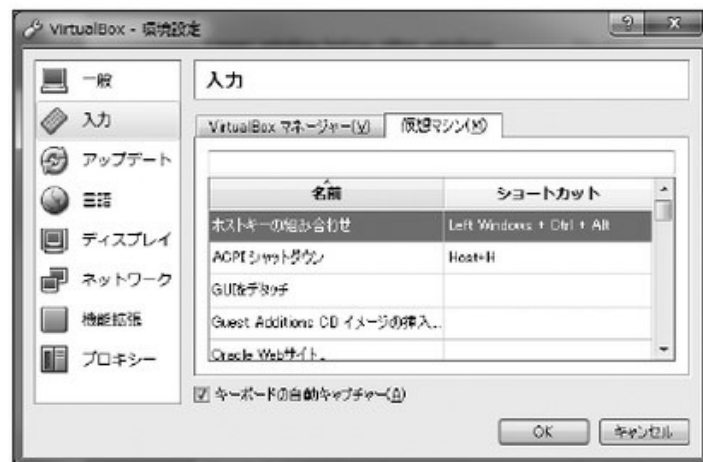 VirtualBox - 環境設定
一般
入力
アップデート
言語
ディスプレイ
ネットワーク
機能拡張
プロキシー
入力
VirtualBox マネージャー(V)
仮想マシン(M)
名前
ショートカット
ホストキーの組み合わせ
Left Windows + Ctrl + Alt
ACPI シャットダウン
Host+H
GUIをデタッチ
Guest Additions CD イメージの挿入...
Oracle Webサイト...
キーボードの自動キャプチャー(A)
OK
キャンセル